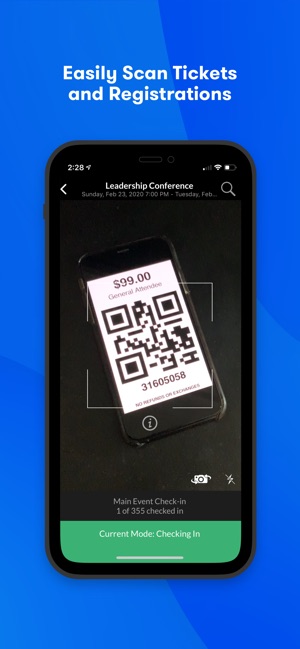 Easily Scan Tickets
and Registrations
2:28
Leadership Conference
Sunday, Feb 23, 2020 7:00 PM - Tuesday, Feb...
$99.00
General Attendee
31605058
NO REFUNDS OR EXCHANGES
Main Event Check-in
1 of 355 checked in
Current Mode: Checking In